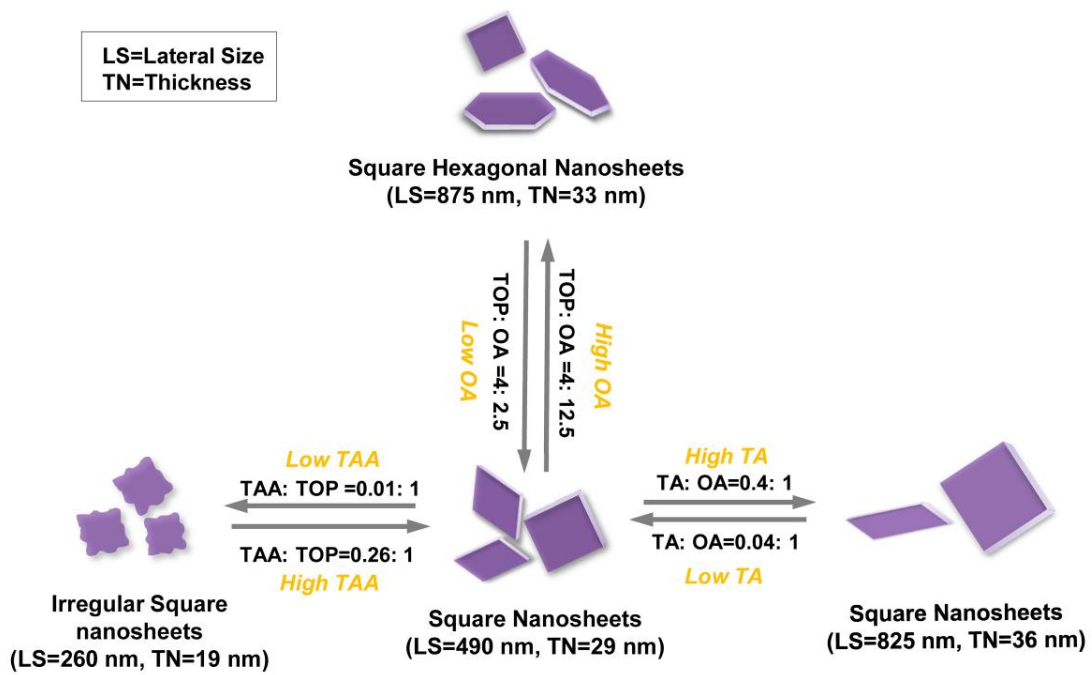 LS=Lateral Size
TN=Thickness
Square Hexagonal Nanosheets
(LS=875 nm, TN=33 nm)
TOP: OA =4: 2.5
Low OA
TOP: OA =4: 12.5
High OA
Low TAA
TAA: TOP =0.01: 1
TAA: TOP=0.26: 1
High TAA
High TA
TA: OA=0.4: 1
TA: OA=0.04: 1
Low TA
Irregular Square
nanosheets
(LS=260 nm, TN=19 nm)
Square Nanosheets
(LS=490 nm, TN=29 nm)
Square Nanosheets
(LS=825 nm, TN=36 nm)